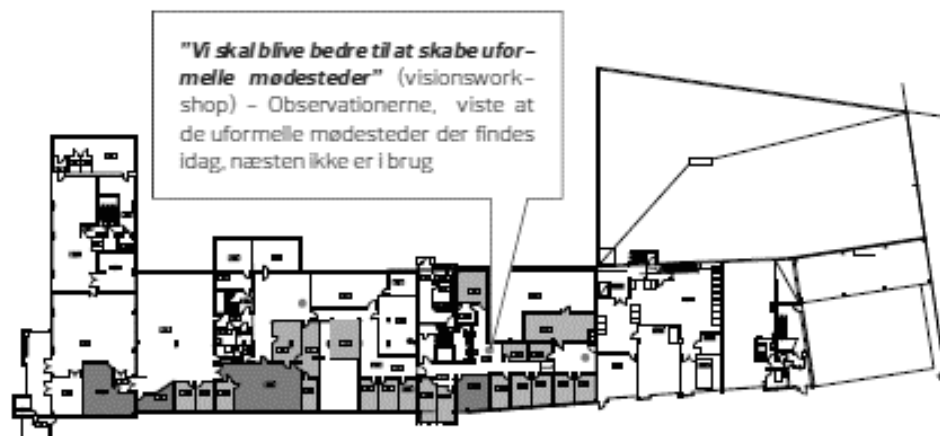 "Vi skal blive bedre til at skabe ufor-
melle mødesteder" (visionswork-
shop) – Observationerne, viste at
de uformelle mødesteder der findes
idag, næsten ikke er i brug